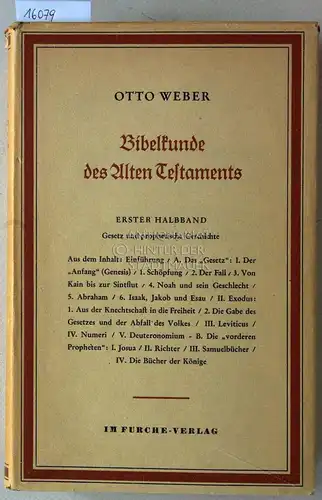 16079
OTTO WEBER
Bibelkunde
des Alten Testaments
ERSTER HALBBAND
Gesetz und prophetische Geschichte
Aus dem Inhalt: Einführung / A. Das „Gesetz“: I. Der
„Anfang“ (Genesis) / 1. Schöpfung / 2. Der Fall / 3. Von
Kain bis zur Sintflut / 4. Noah und sein Geschlecht /
5. Abraham / 6. Isaak, Jakob und Esau / II. Exodus:
1. Aus der Knechtschaft in die Freiheit / 2. Die Gabe des
Gesetzes und der Abfall des Volkes / III. Leviticus /
IV. Numeri / V. Deuteronomium - B. Die „vorderen
Propheten“: I. Josua / II. Richter / III. Samuelbücher /
IV. Die Bücher der Könige
IM FURCHE-VERLAG